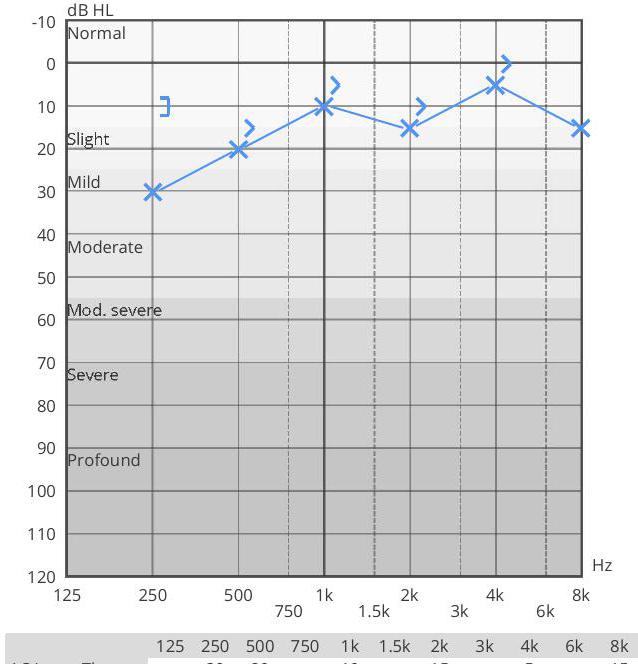 dB HL
-10
Normal
0
10
Slight
20
Mild
30
40
Moderate
50
Mod. severe
60
70
Severe
80
90
Profound
100
110
120
Hz
125 250 500 1k 2k 4k 8k
750 1.5k 3k 6k
125 250 500 750 1k 1.5k 2k 3k 4k 6k 8k